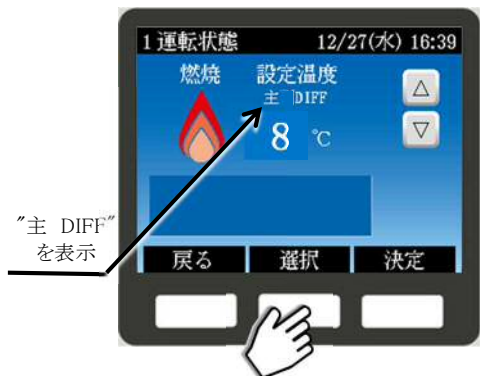 1 運転状態 12/27(水) 16:39
燃焼 設定温度
主 DIFF
8 ℃
△
▽
"主 DIFF"
を表示
戻る 選択 決定